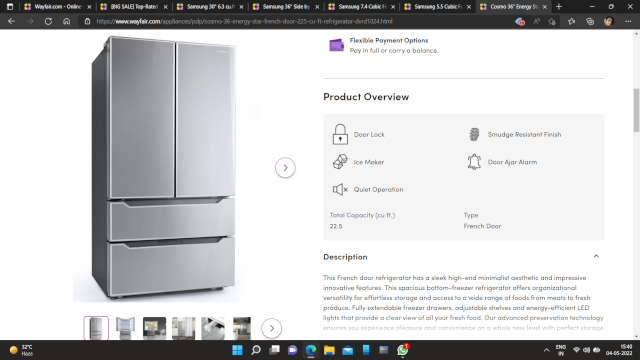 Wayfair.com - Online
[BIG SALE] Top-Rated
Samsung 30" 6.3 cu.ft
Samsung 36" Side by
Samsung 7.4 Cubic F
Samsung 5.5 Cubic Fo
Cosmo 36" Energy St
https://www.wayfair.com/appliances/pdp/cosmo-36-energy-star-french-door-225-cu-ft-refrigerator-dvrd1024.html
Flexible Payment Options
Pay in full or carry a balance.
Product Overview
Door Lock
Smudge Resistant Finish
Ice Maker
Door Ajar Alarm
Quiet Operation
Total Capacity (cu ft.)
Type
22.5
French Door
Description
This French door refrigerator has a sleek high-end minimalist aesthetic and impressive
innovative features. This spacious bottom-freezer refrigerator offers organizational
versatility for effortless storage and access to a wide range of foods from meats to fresh
produce. Fully extendable freezer drawers, adjustable shelves and energy-efficient LED
lights that provide a clear view of all your fresh food. Our advanced preservation technology
ensures you experience pleasure and convenience on a whole new level with perfect storage
32°C
Haze
ENG
IN
15:40
04-05-2022